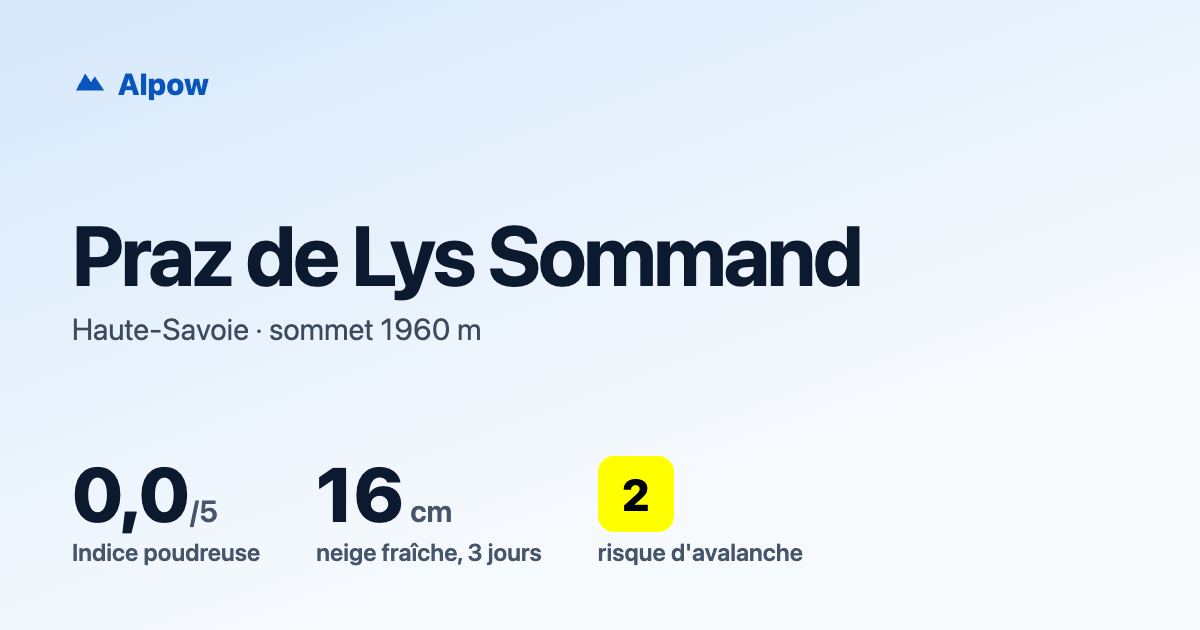 Alpow
Praz de Lys Sommand
Haute-Savoie · sommet 1960 m
0,0/5
Indice poudreuse
16 cm
neige fraîche, 3 jours
2
risque d'avalanche